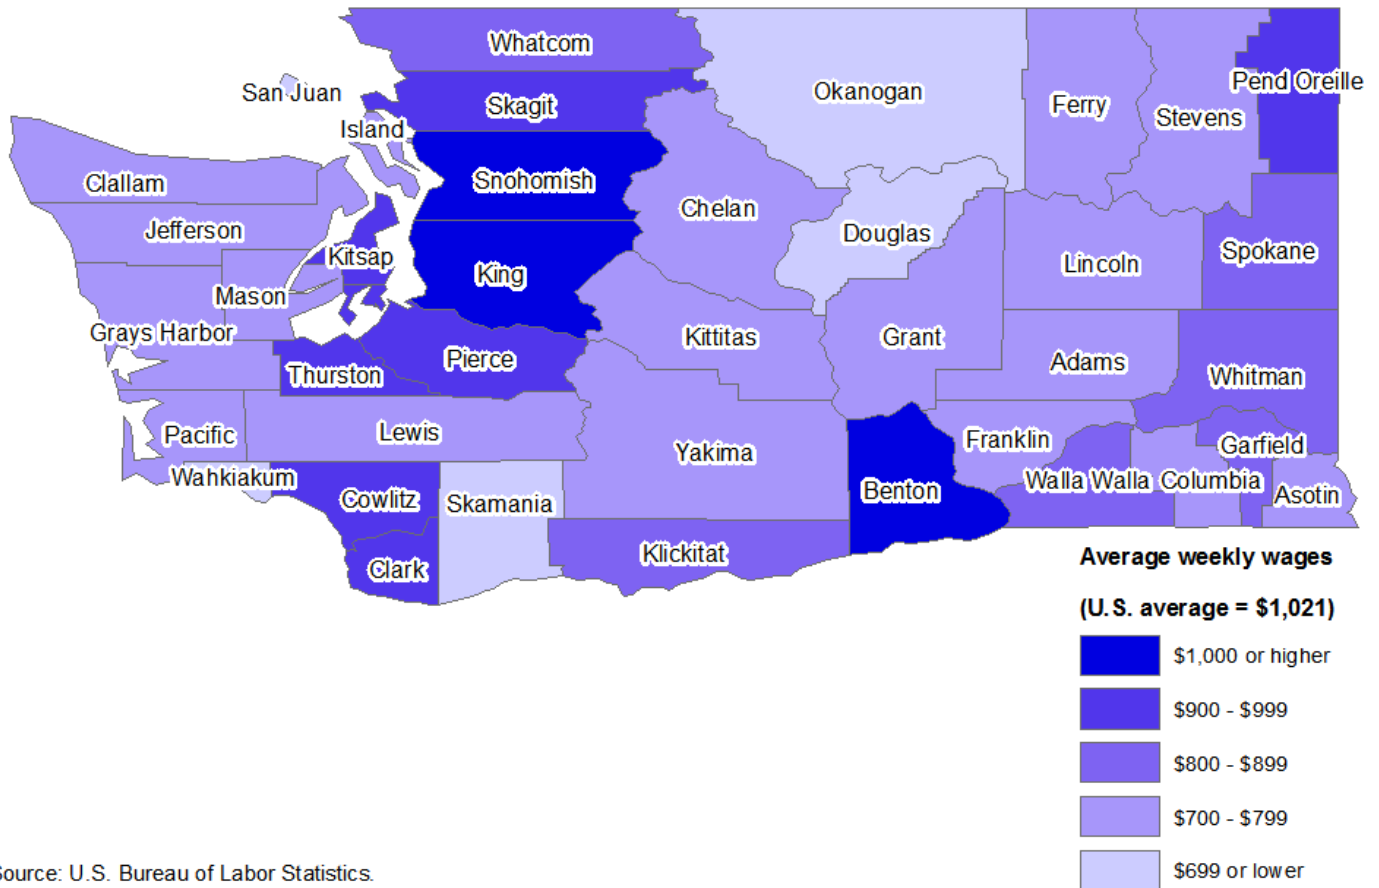 Whatcom
San Juan
Skagit
Okanogan
Ferry
Stevens
Pend Oreille
Island
Clallam
Snohomish
Chelan
Jefferson
Douglas
Kitsap
King
Lincoln
Spokane
Mason
Grays Harbor
Kittitas
Grant
Thurston
Pierce
Adams
Whitman
Pacific
Lewis
Yakima
Franklin
Garfield
Wahkiakum
Cowlitz
Skamania
Benton
Walla Walla
Columbia
Asotin
Clark
Klickitat
Average weekly wages
(U.S. average = $1,021)
$1,000 or higher
$900 - $999
$800 - $899
$700 - $799
$699 or lower
Source: U.S. Bureau of Labor Statistics.